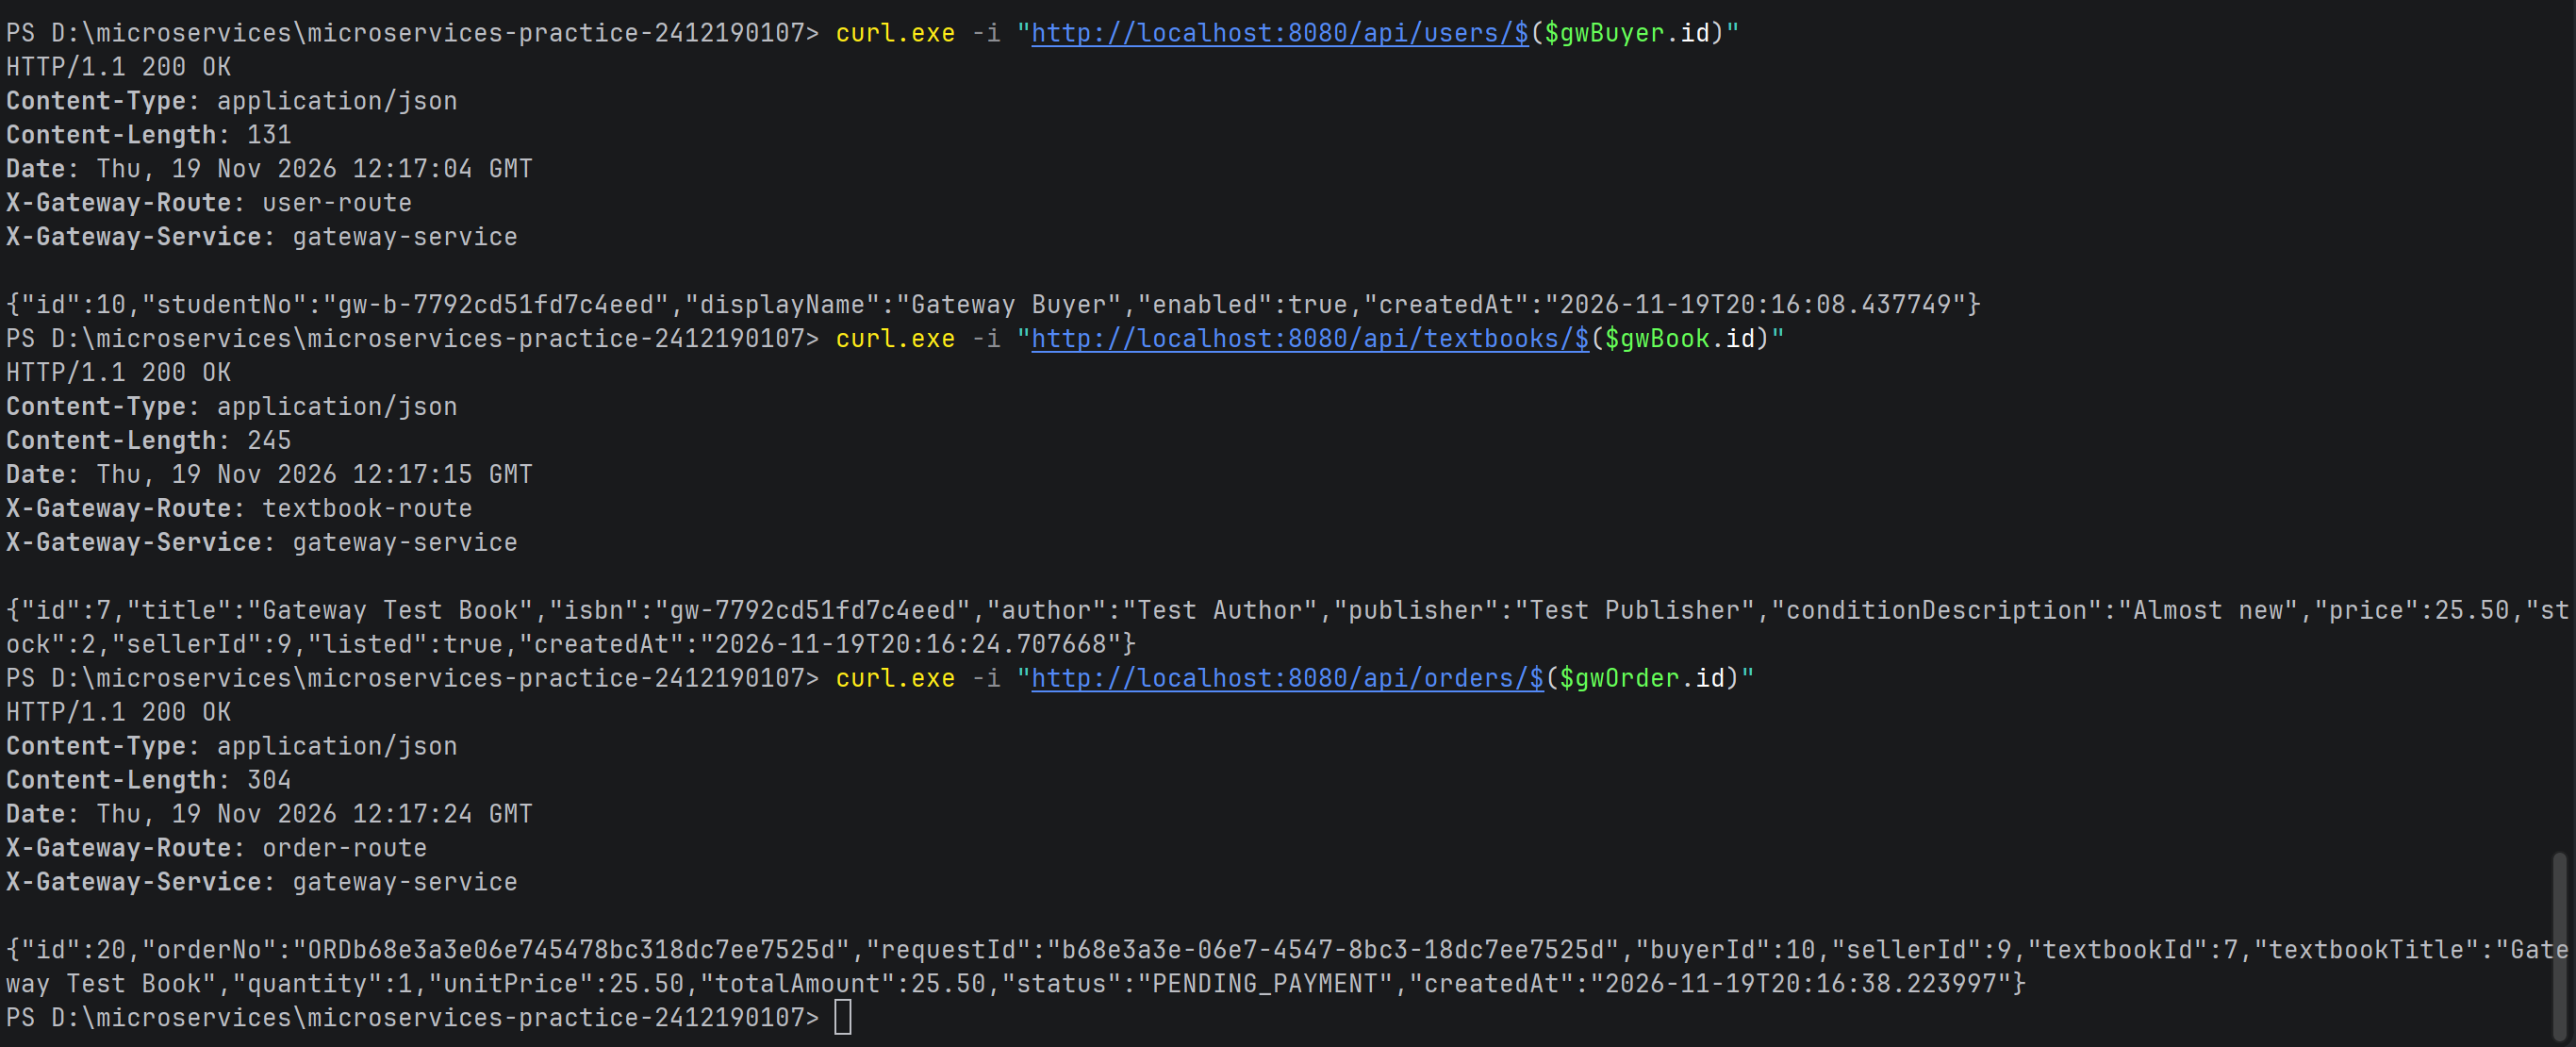 PS D:\microservices\microservices-practice-2412190107> curl.exe -i "http://localhost:8080/api/users/$($gwBuyer.id)"
HTTP/1.1 200 OK
Content-Type: application/json
Content-Length: 131
Date: Thu, 19 Nov 2026 12:17:04 GMT
X-Gateway-Route: user-route
X-Gateway-Service: gateway-service
{"id":10,"studentNo":"gw-b-7792cd51fd7c4eed","displayName":"Gateway Buyer","enabled":true,"createdAt":"2026-11-19T20:16:08.437749"}
PS D:\microservices\microservices-practice-2412190107> curl.exe -i "http://localhost:8080/api/textbooks/$($gwBook.id)"
HTTP/1.1 200 OK
Content-Type: application/json
Content-Length: 245
Date: Thu, 19 Nov 2026 12:17:15 GMT
X-Gateway-Route: textbook-route
X-Gateway-Service: gateway-service
{"id":7,"title":"Gateway Test Book","isbn":"gw-7792cd51fd7c4eed","author":"Test Author","publisher":"Test Publisher","conditionDescription":"Almost new","price":25.50,"st
ock":2,"sellerId":9,"listed":true,"createdAt":"2026-11-19T20:16:24.707668"}
PS D:\microservices\microservices-practice-2412190107> curl.exe -i "http://localhost:8080/api/orders/$($gwOrder.id)"
HTTP/1.1 200 OK
Content-Type: application/json
Content-Length: 304
Date: Thu, 19 Nov 2026 12:17:24 GMT
X-Gateway-Route: order-route
X-Gateway-Service: gateway-service
{"id":20,"orderNo":"ORDb68e3a3e06e745478bc318dc7ee7525d","requestId":"b68e3a3e-06e7-4547-8bc3-18dc7ee7525d","buyerId":10,"sellerId":9,"textbookId":7,"textbookTitle":"Gate
way Test Book","quantity":1,"unitPrice":25.50,"totalAmount":25.50,"status":"PENDING_PAYMENT","createdAt":"2026-11-19T20:16:38.223997"}
PS D:\microservices\microservices-practice-2412190107>